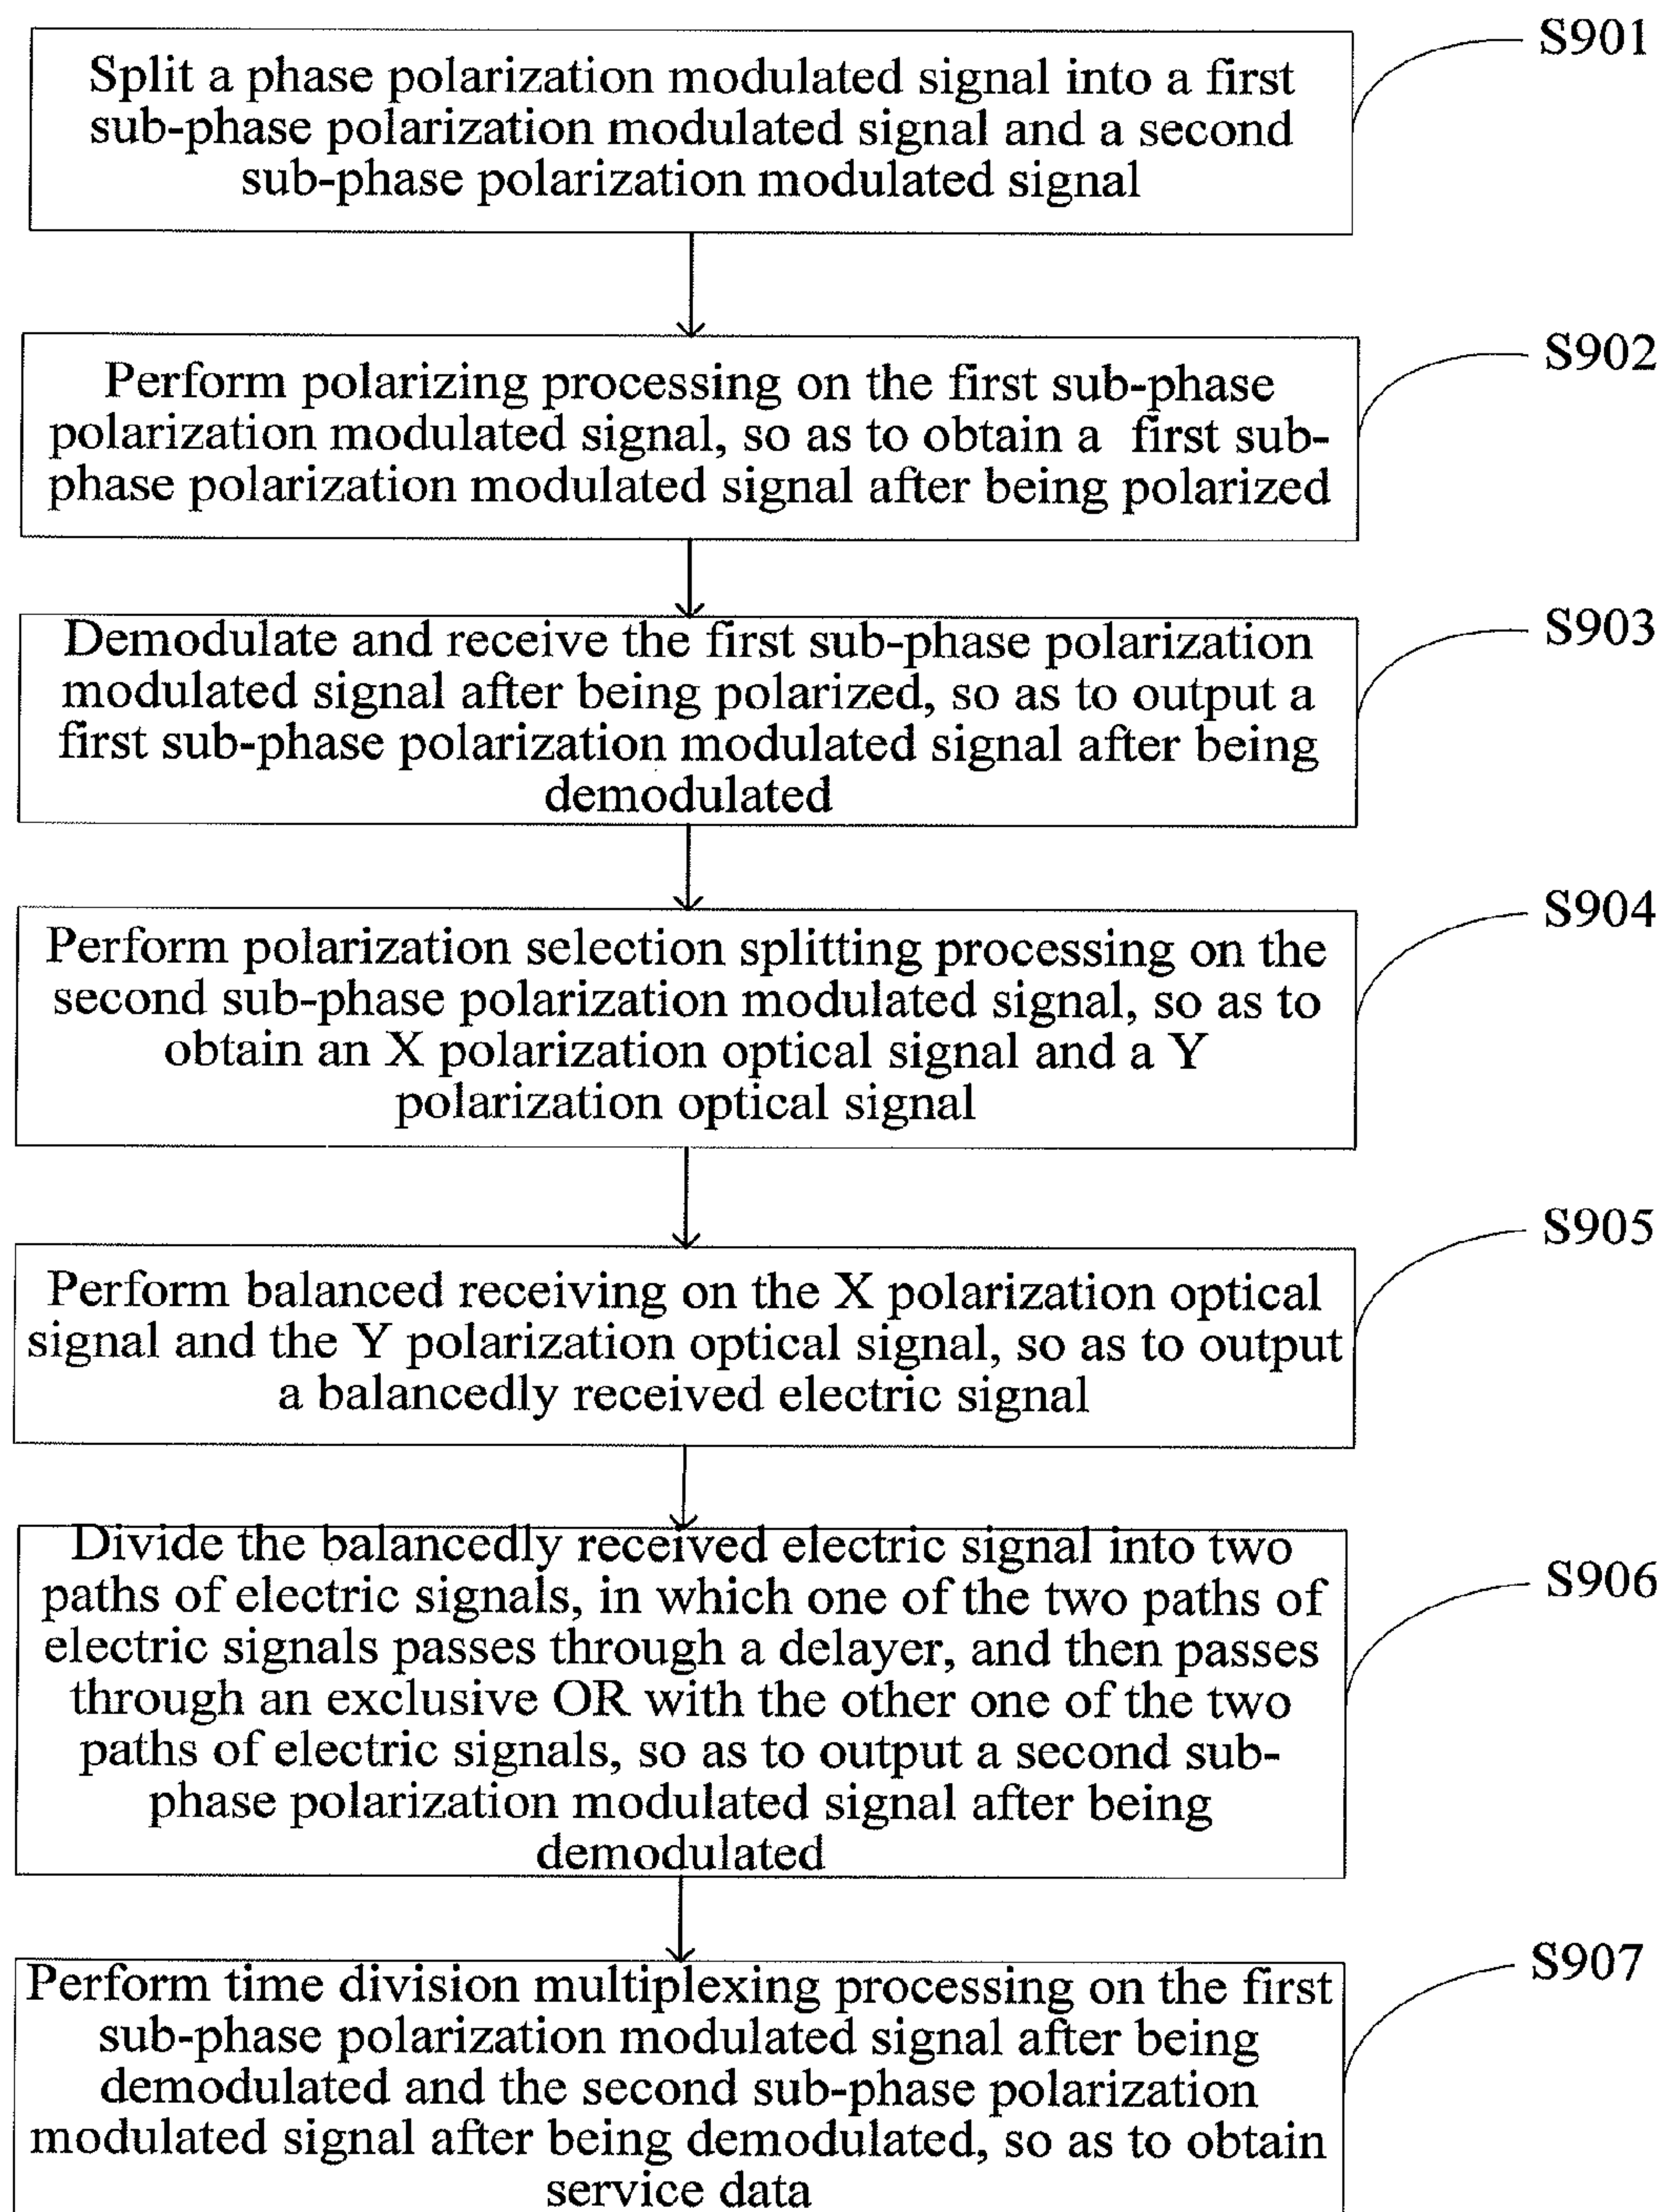 S901
Split a phase polarization modulated signal into a first
sub-phase polarization modulated signal and a second
sub-phase polarization modulated signal
S902
Perform polarizing processing on the first sub-phase
polarization modulated signal, so as to obtain a first sub-
phase polarization modulated signal after being polarized
S903
Demodulate and receive the first sub-phase polarization
modulated signal after being polarized, so as to output a
first sub-phase polarization modulated signal after being
demodulated
S904
Perform polarization selection splitting processing on the
second sub-phase polarization modulated signal, so as to
obtain an X polarization optical signal and a Y
polarization optical signal
S905
Perform balanced receiving on the X polarization optical
signal and the Y polarization optical signal, so as to output
a balancedly received electric signal
S906
Divide the balancedly received electric signal into two
paths of electric signals, in which one of the two paths of
electric signals passes through a delayer, and then passes
through an exclusive OR with the other one of the two
paths of electric signals, so as to output a second sub-
phase polarization modulated signal after being
demodulated
S907
Perform time division multiplexing processing on the first
sub-phase polarization modulated signal after being
demodulated and the second sub-phase polarization
modulated signal after being demodulated, so as to obtain
service data